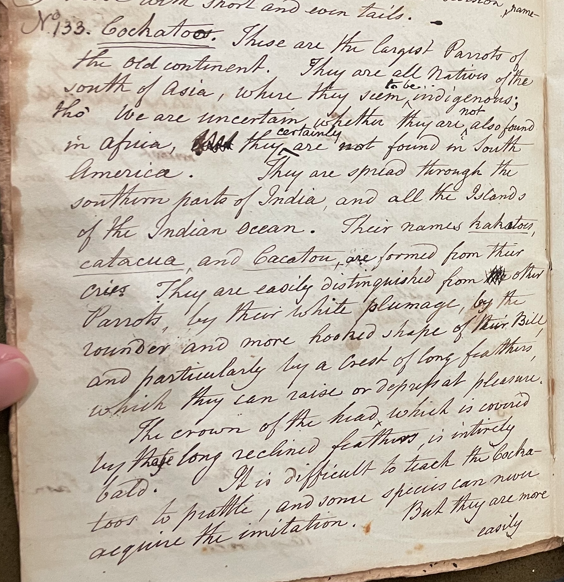 with short and even tails.
No. 133. Cockatoos. These are the largest Parrots of
the old continent. They are all Natives of the
south of Asia, where they seem to be indigenous;
tho' We are uncertain, whether they are not also found
in africa, they certainly are not found in South
America. They are spread through the
southern parts of India, and all the Islands
of the Indian Ocean. Their names kakatous,
catacua, and Cacatou, are formed from their
cries. They are easily distinguished from other
Parrots, by their white plumage, by the
rounder and more hooked shape of their Bill,
and particularly by a Crest of long feathers,
which they can raise or depress at pleasure.
The crown of the head, which is covered
by these long reclined feathers, is intirely
bald. It is difficult to teach the Cocka-
toos to prattle, and some species can never
acquire the imitation. But they are more
easily